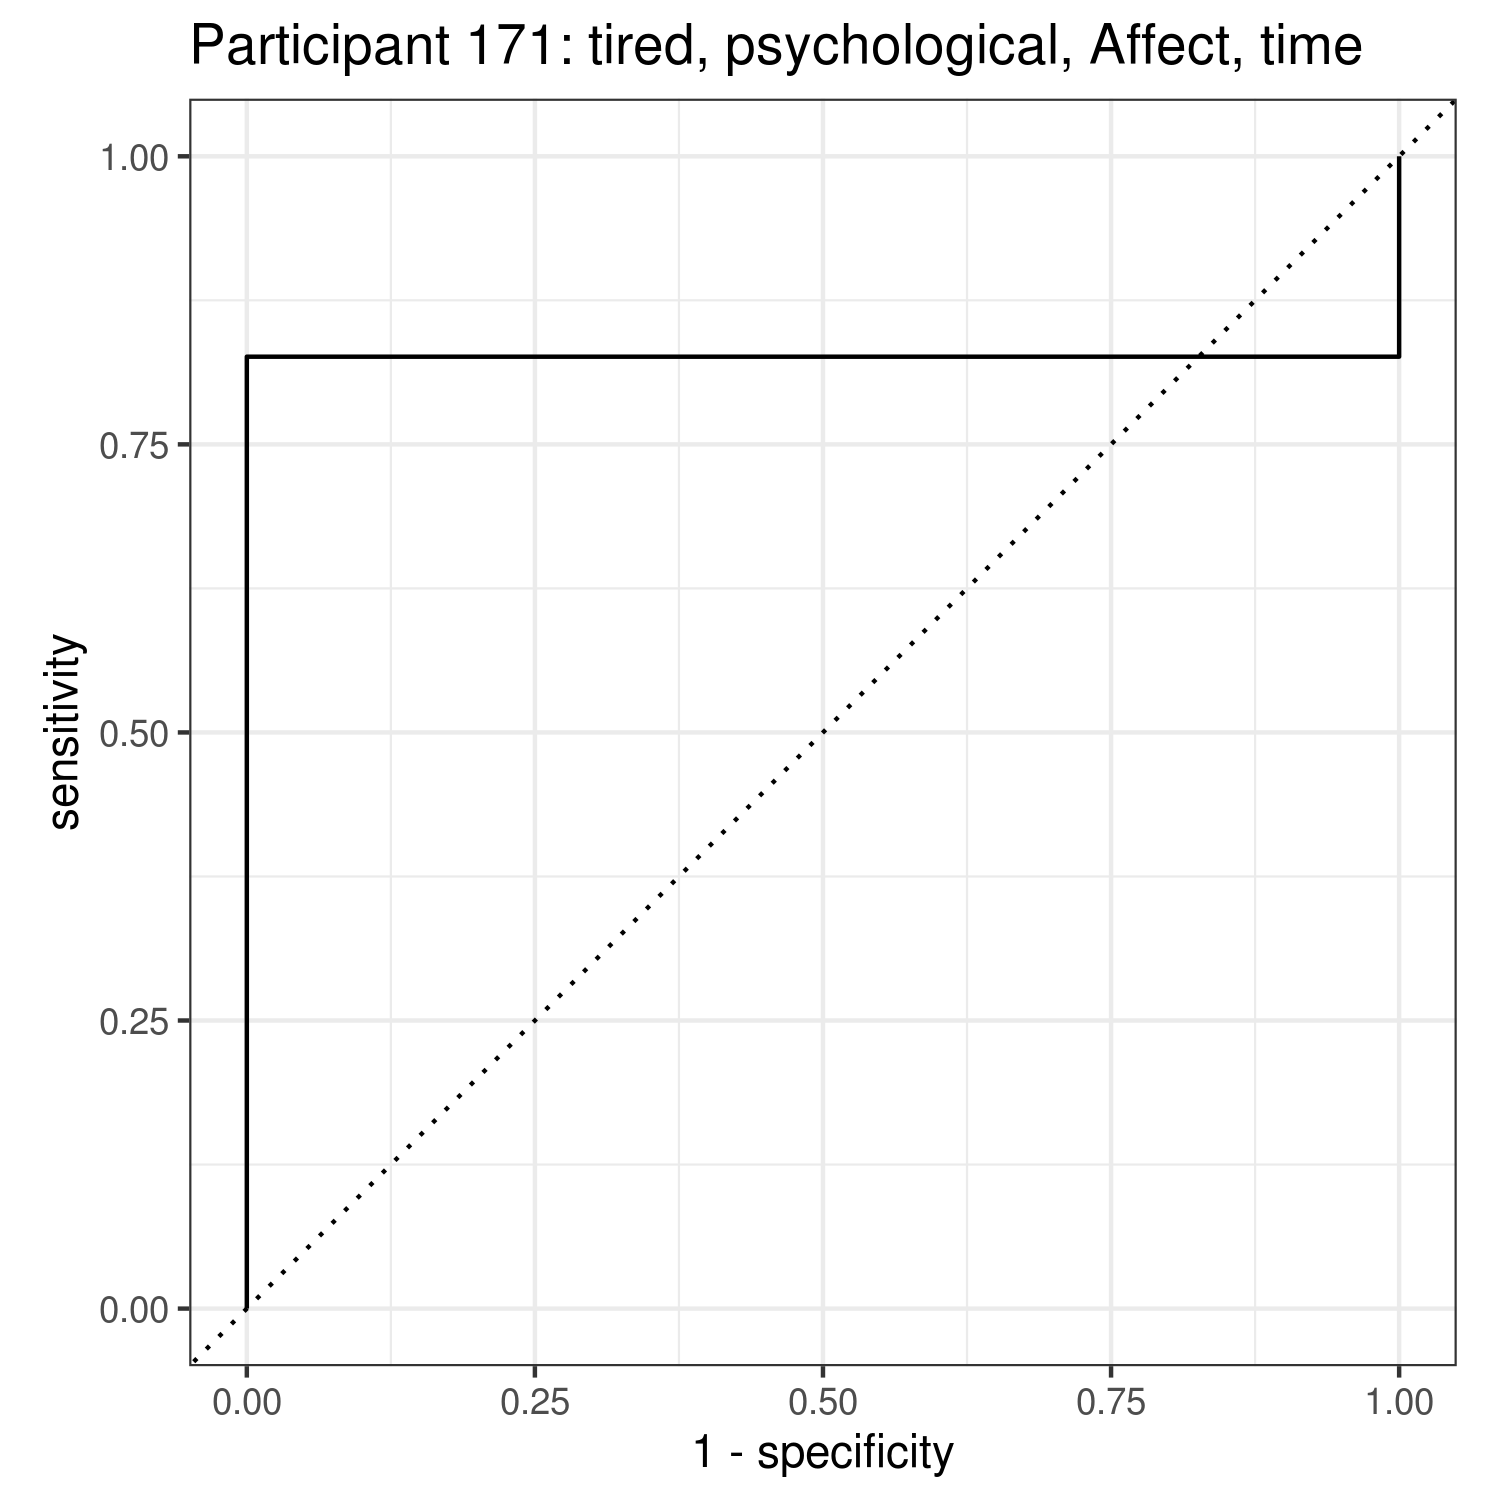 Participant 171: tired, psychological, Affect, time
1.00
0.75
0.50
0.25
0.00
sensitivity
0.00 0.25 0.50 0.75 1.00
1 - specificity